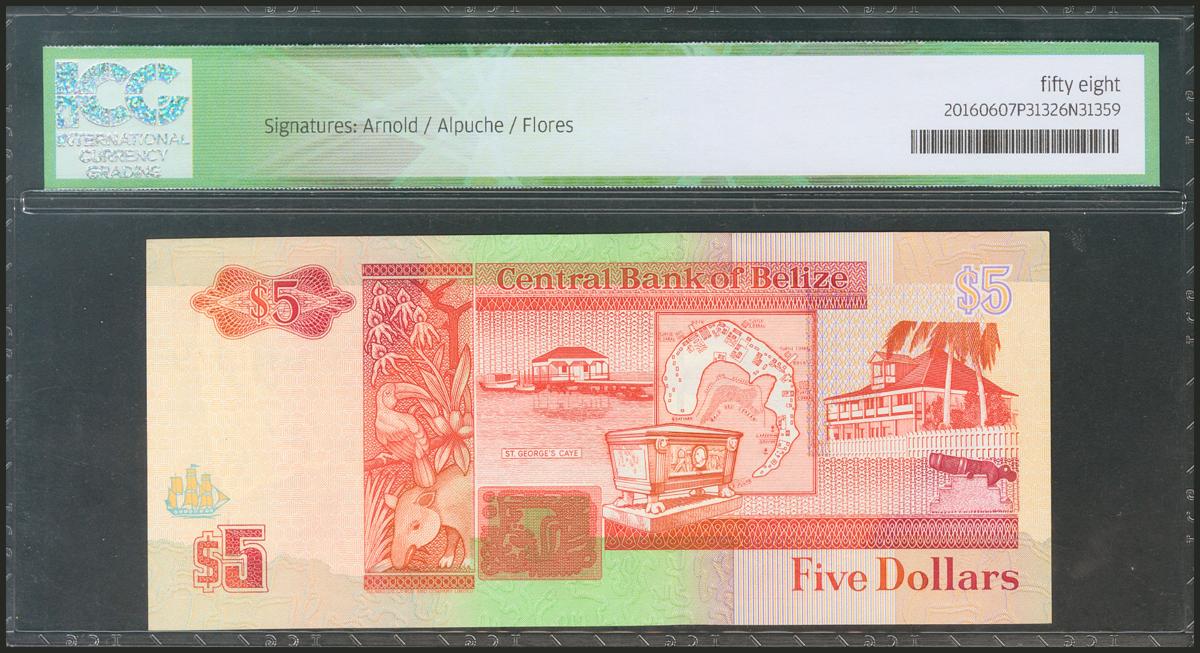 ICG
INTERNATIONAL
CURRENCY
GRADING
Signatures: Arnold / Alpuche / Flores
fifty eight
20160607P31326N31359
Central Bank of Belize
$5
$5
ST. GEORGE'S CAYE
$5
Five Dollars